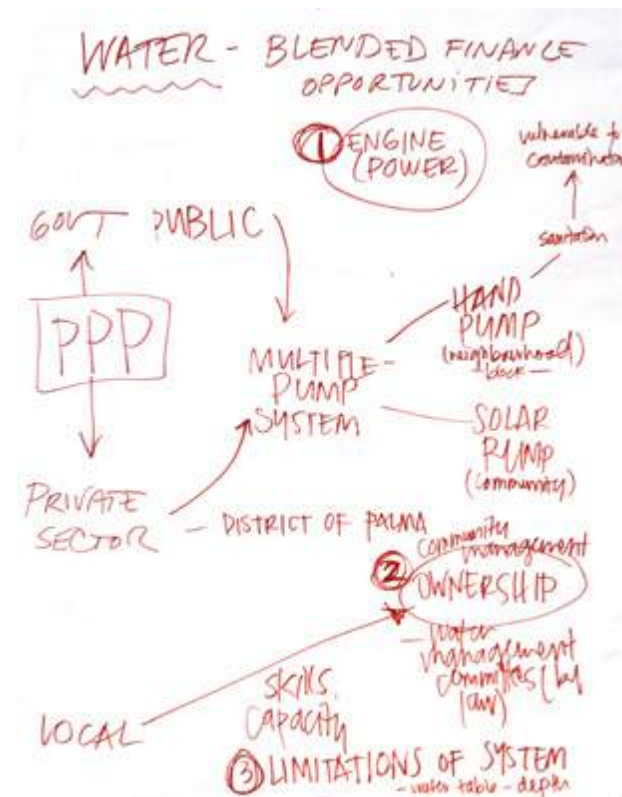 WATER - BLENDED FINANCE
OPPORTUNITIES
① ENGINE
(POWER)
vulnerable to
contamination
sanitation
GOVT PUBLIC
PPP
HAND
PUMP
(neighbourhood)
- block -
MULTIPLE-
PUMP
SYSTEM
SOLAR
PUMP
(community)
PRIVATE
SECTOR
- DISTRICT OF PALMA
community
management
② OWNERSHIP
- water
management
committees (by
law)
SKILLS.
CAPACITY
LOCAL
③ LIMITATIONS OF SYSTEM
- water table - depth